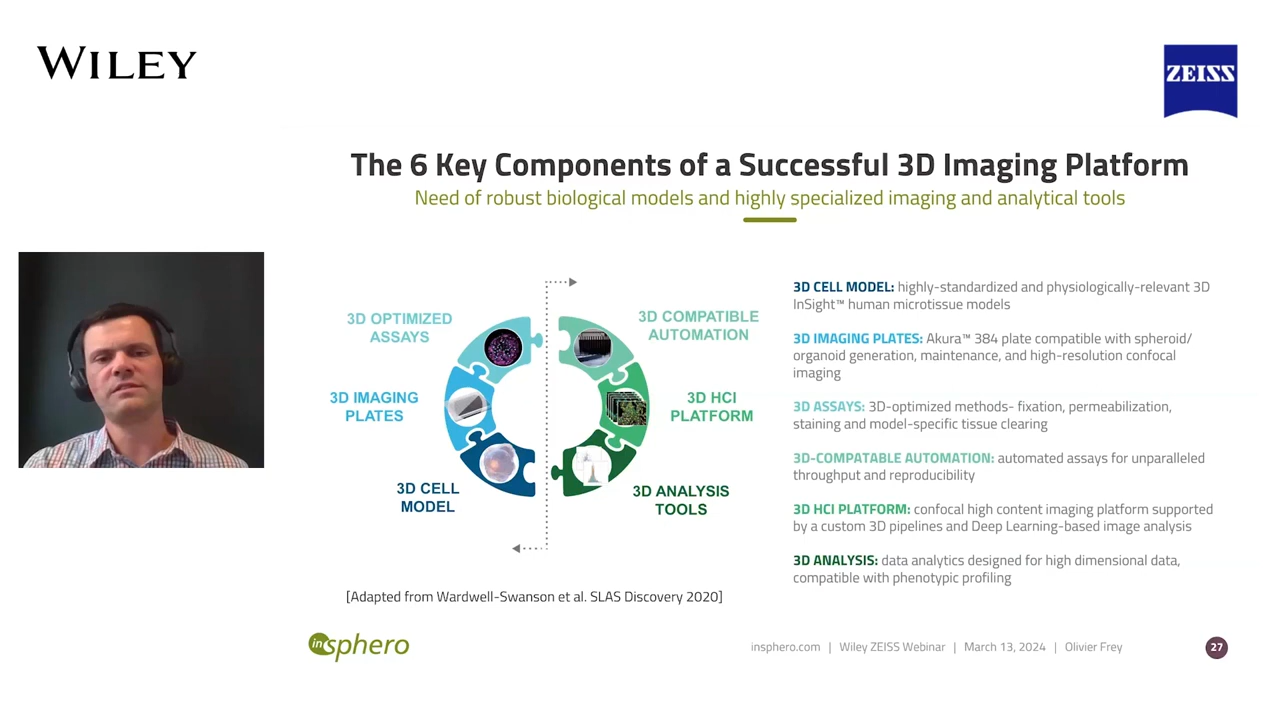 WILEY
ZEISS
The 6 Key Components of a Successful 3D Imaging Platform
Need of robust biological models and highly specialized imaging and analytical tools
3D OPTIMIZED
ASSAYS
3D COMPATIBLE
AUTOMATION
3D IMAGING
PLATES
3D HCI
PLATFORM
3D CELL
MODEL
3D ANALYSIS
TOOLS
[Adapted from Wardwell-Swanson et al. SLAS Discovery 2020]
3D CELL MODEL: highly-standardized and physiologically-relevant 3D
InSight™ human microtissue models
3D IMAGING PLATES: Akura™ 384 plate compatible with spheroid/
organoid generation, maintenance, and high-resolution confocal
imaging
3D ASSAYS: 3D-optimized methods- fixation, permeabilization,
staining and model-specific tissue clearing
3D-COMPATABLE AUTOMATION: automated assays for unparalleled
throughput and reproducibility
3D HCI PLATFORM: confocal high content imaging platform supported
by a custom 3D pipelines and Deep Learning-based image analysis
3D ANALYSIS: data analytics designed for high dimensional data,
compatible with phenotypic profiling
insphero
insphero.com | Wiley ZEISS Webinar | March 13, 2024 | Olivier Frey
27